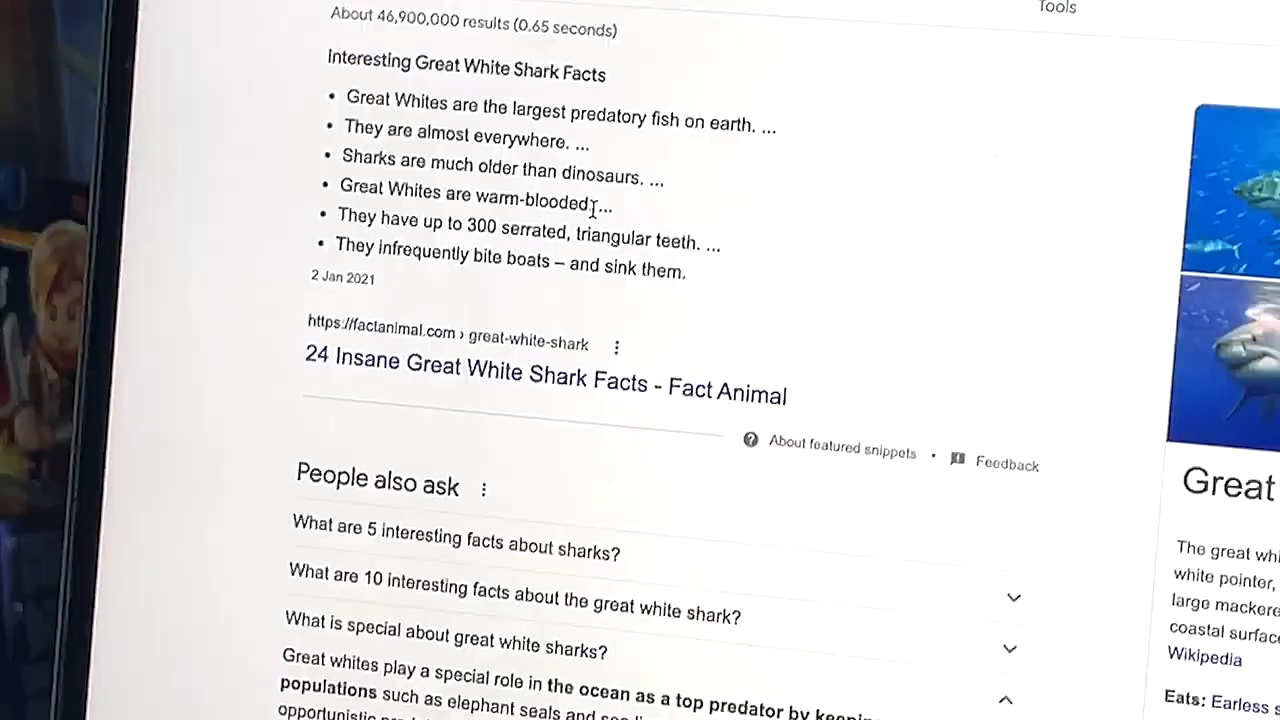 Tools
About 46,900,000 results (0.65 seconds)
Interesting Great White Shark Facts
• Great Whites are the largest predatory fish on earth. ...
• They are almost everywhere. ...
• Sharks are much older than dinosaurs. ...
• Great Whites are warm-blooded. ...
• They have up to 300 serrated, triangular teeth. ...
• They infrequently bite boats – and sink them.
2 Jan 2021
https://factanimal.com › great-white-shark
24 Insane Great White Shark Facts - Fact Animal
About featured snippets • Feedback
People also ask
What are 5 interesting facts about sharks?
What are 10 interesting facts about the great white shark?
What is special about great white sharks?
Great whites play a special role in the ocean as a top predator by
populations such as elephant seals and
Great
The great
white pointer,
large
coastal
Wikipedia
Eats: Earless